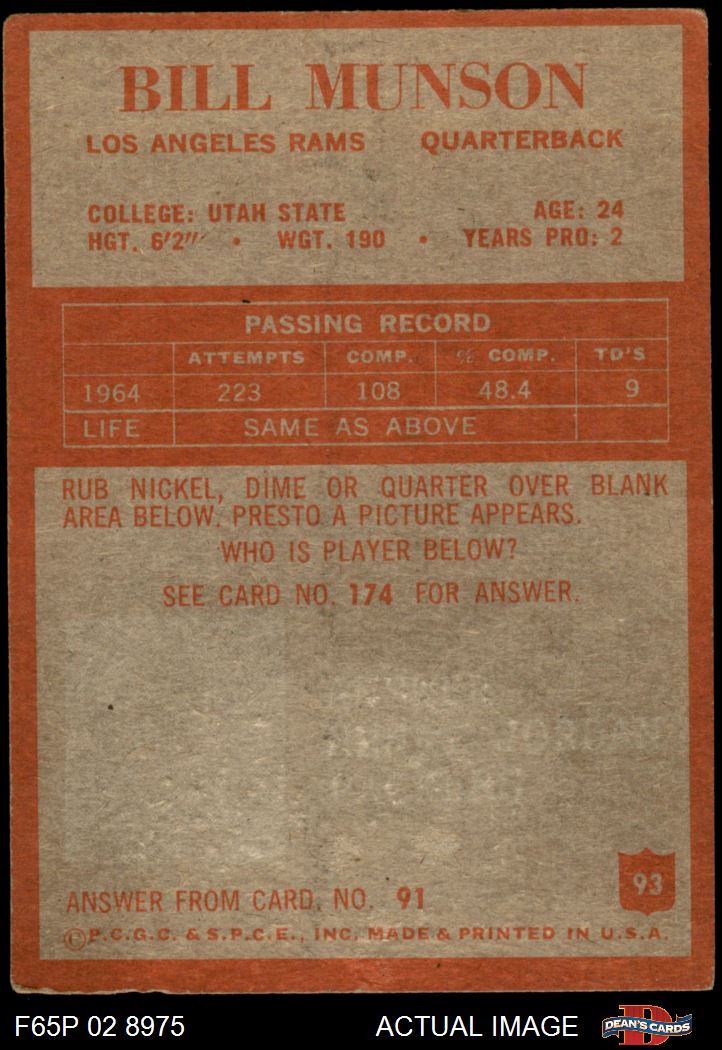 BILL MUNSON
LOS ANGELES RAMS QUARTERBACK
COLLEGE: UTAH STATE AGE: 24
HGT. 6'2" • WGT. 190 • YEARS PRO: 2
PASSING RECORD
ATTEMPTS COMP. % COMP. TD'S
1964 223 108 48.4 9
LIFE SAME AS ABOVE
RUB NICKEL, DIME OR QUARTER OVER BLANK
AREA BELOW. PRESTO A PICTURE APPEARS.
WHO IS PLAYER BELOW?
SEE CARD NO. 174 FOR ANSWER.
93
ANSWER FROM CARD. NO. 91
©P.C.G.C. & S.P.C.E., INC. MADE & PRINTED IN U.S.A.
F65P 02 8975 ACTUAL IMAGE
D
DEAN'S CARDS